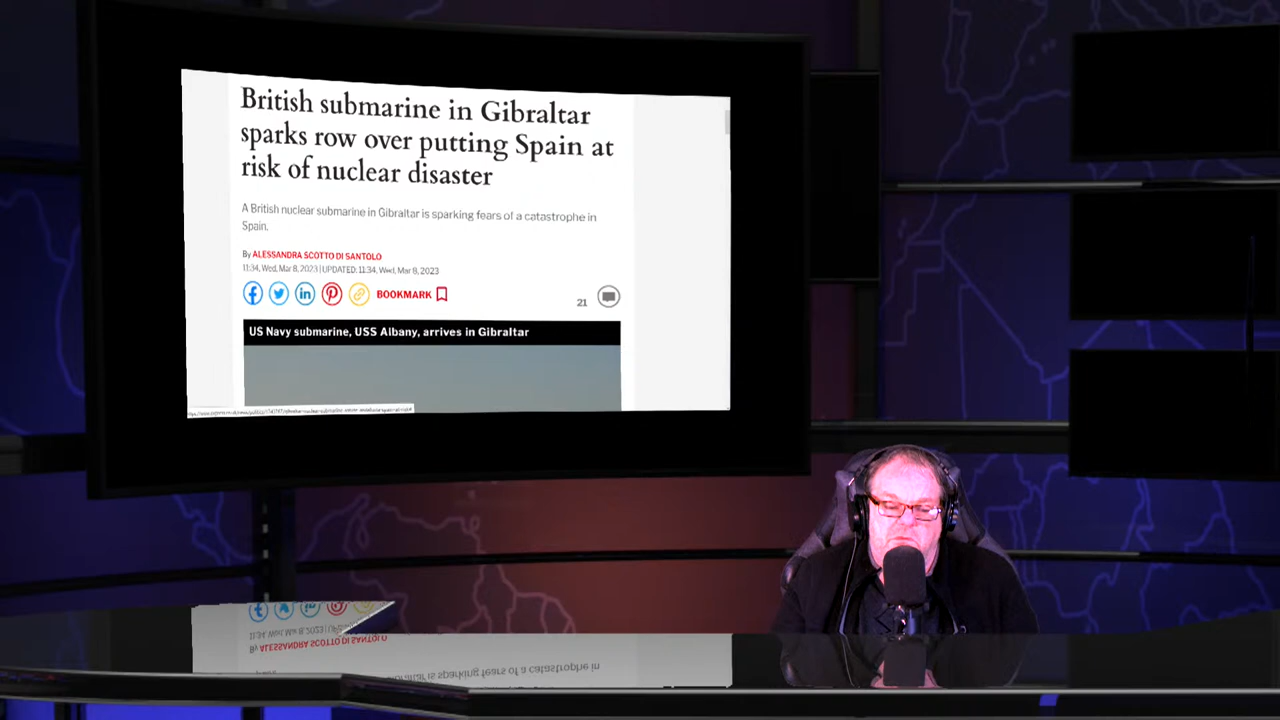 British submarine in Gibraltar
sparks row over putting Spain at
risk of nuclear disaster
A British nuclear submarine in Gibraltar is sparking fears of a catastrophe in
Spain.
By ALESSANDRA SCOTTO DI SANTOLO
11:34, Wed, Mar 8, 2023 | UPDATED: 11:34, Wed, Mar 8, 2023
BOOKMARK
21
US Navy submarine, USS Albany, arrives in Gibraltar